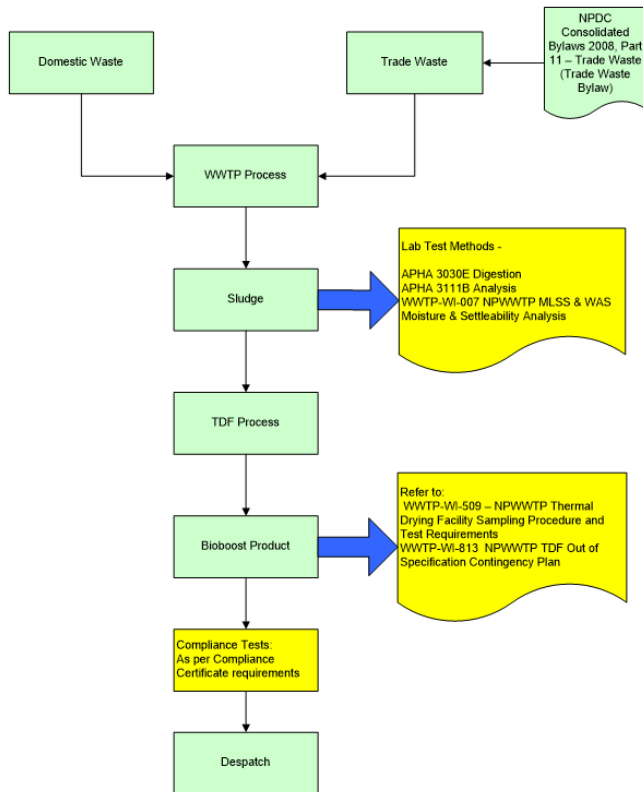 NPDC
Consolidated
Bylaws 2008, Part
11 – Trade Waste
(Trade Waste
Bylaw)
Domestic Waste
Trade Waste
WWTP Process
Lab Test Methods -
APHA 3030E Digestion
APHA 3111B Analysis
WWTP-WI-007 NPWWTP MLSS & WAS
Moisture & Settleability Analysis
Sludge
TDF Process
Refer to:
WWTP-WI-509 – NPWWTP Thermal
Drying Facility Sampling Procedure and
Test Requirements
WWTP-WI-813 NPWWTP TDF Out of
Specification Contingency Plan
Bioboost Product
Compliance Tests:
As per Compliance
Certificate requirements
Despatch